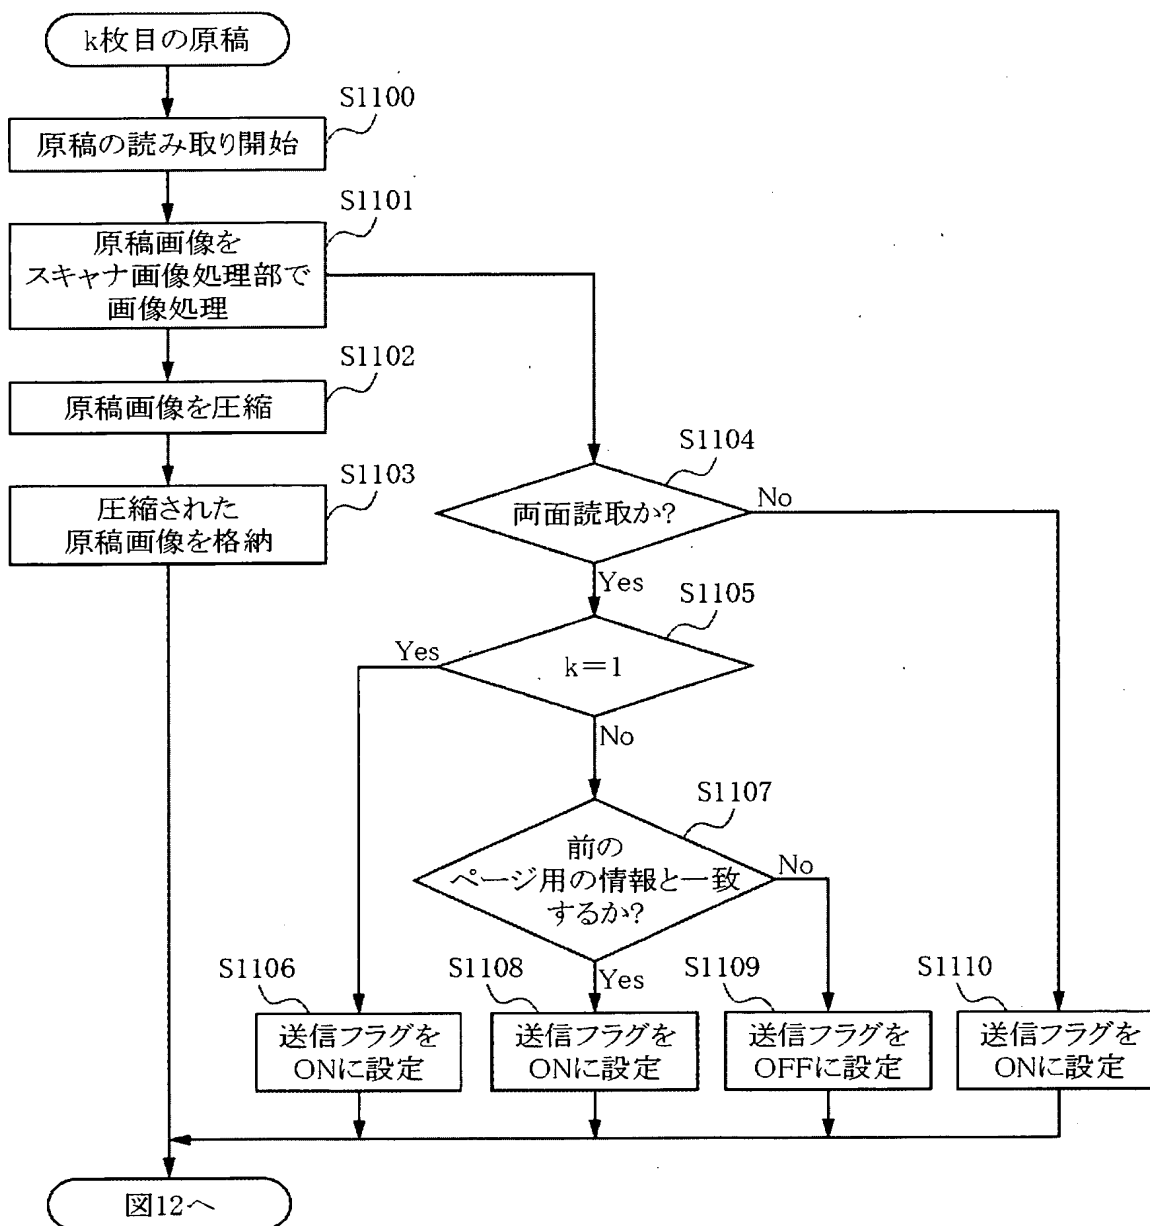 k枚目の原稿
S1100
原稿の読み取り開始
S1101
原稿画像を
スキャナ画像処理部で
画像処理
S1102
原稿画像を圧縮
S1103
圧縮された
原稿画像を格納
S1104
両面読取か?
No
Yes
S1105
k=1
Yes
No
S1107
前の
ページ用の情報と一致
するか?
No
Yes
S1106
送信フラグを
ONに設定
S1108
送信フラグを
ONに設定
S1109
送信フラグを
OFFに設定
S1110
送信フラグを
ONに設定
図12へ